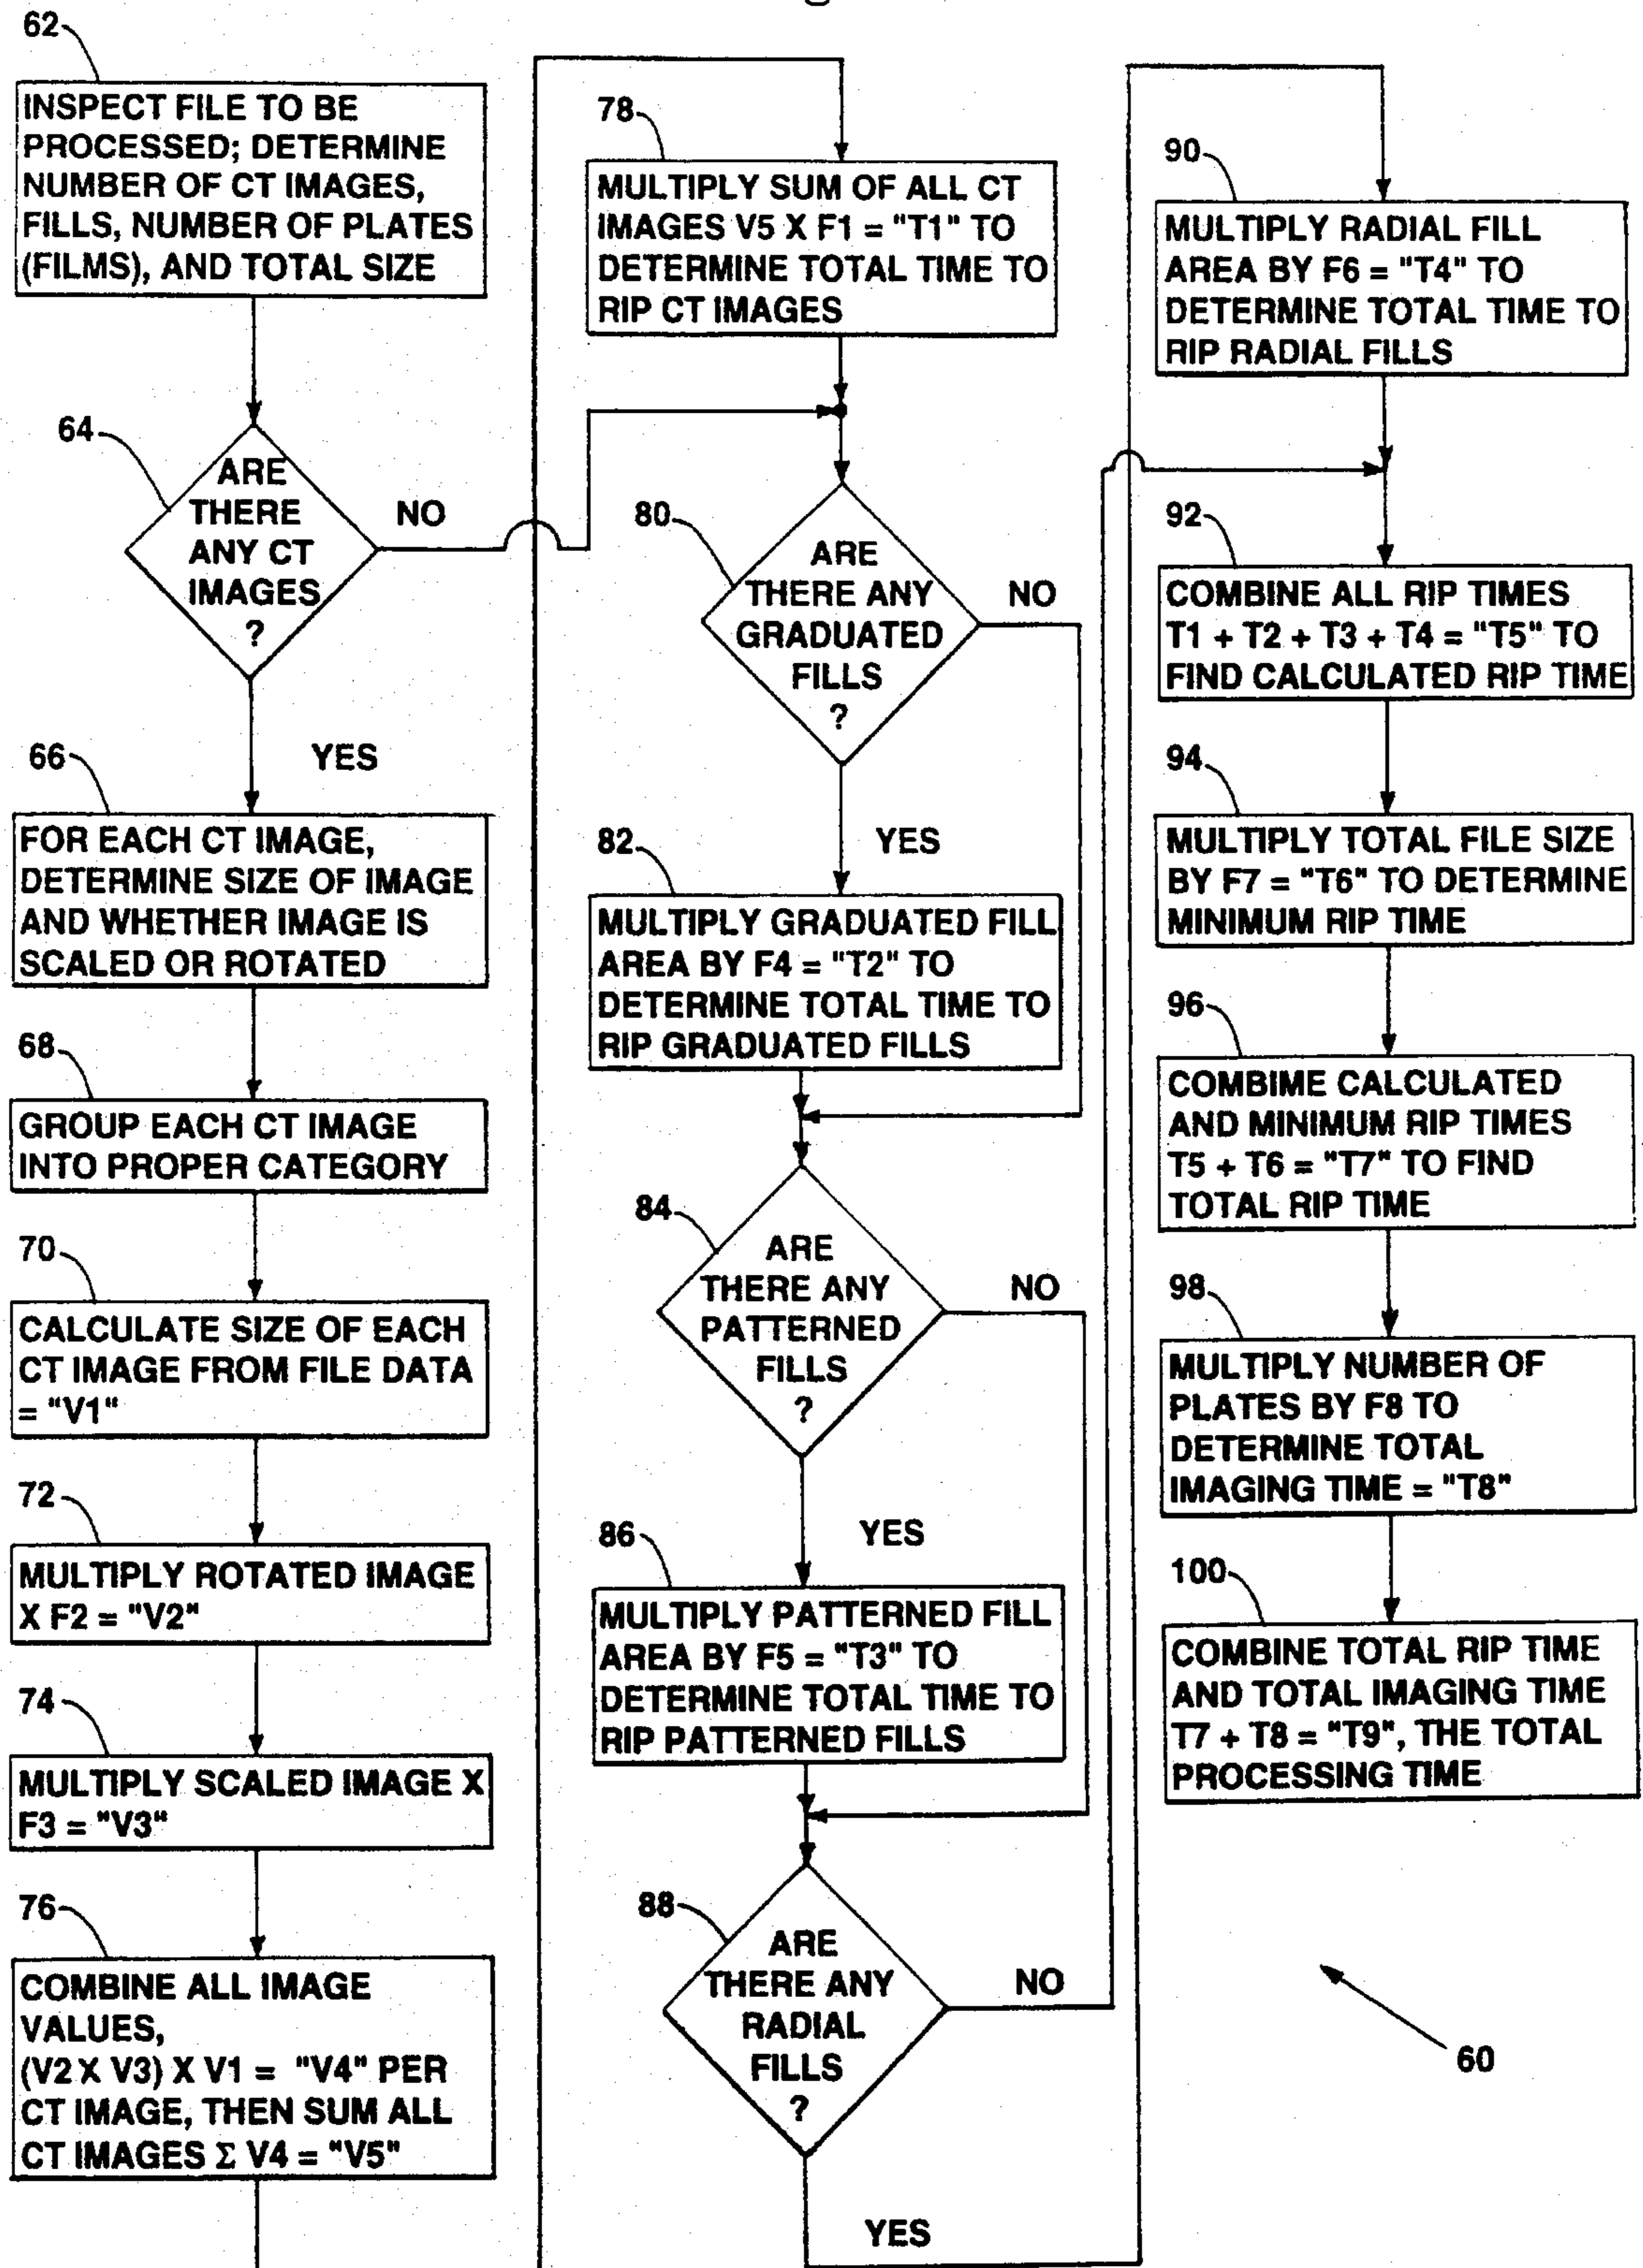 62
INSPECT FILE TO BE
PROCESSED; DETERMINE
NUMBER OF CT IMAGES,
FILLS, NUMBER OF PLATES
(FILMS), AND TOTAL SIZE
64
ARE
THERE
ANY CT
IMAGES
?
NO
YES
66
FOR EACH CT IMAGE,
DETERMINE SIZE OF IMAGE
AND WHETHER IMAGE IS
SCALED OR ROTATED
68
GROUP EACH CT IMAGE
INTO PROPER CATEGORY
70
CALCULATE SIZE OF EACH
CT IMAGE FROM FILE DATA
= "V1"
72
MULTIPLY ROTATED IMAGE
X F2 = "V2"
74
MULTIPLY SCALED IMAGE X
F3 = "V3"
76
COMBINE ALL IMAGE
VALUES,
(V2 X V3) X V1 = "V4" PER
CT IMAGE, THEN SUM ALL
CT IMAGES Σ V4 = "V5"
78
MULTIPLY SUM OF ALL CT
IMAGES V5 X F1 = "T1" TO
DETERMINE TOTAL TIME TO
RIP CT IMAGES
80
ARE
THERE ANY
GRADUATED
FILLS
?
NO
YES
82
MULTIPLY GRADUATED FILL
AREA BY F4 = "T2" TO
DETERMINE TOTAL TIME TO
RIP GRADUATED FILLS
84
ARE
THERE ANY
PATTERNED
FILLS
?
NO
YES
86
MULTIPLY PATTERNED FILL
AREA BY F5 = "T3" TO
DETERMINE TOTAL TIME TO
RIP PATTERNED FILLS
88
ARE
THERE ANY
RADIAL
FILLS
?
NO
YES
90
MULTIPLY RADIAL FILL
AREA BY F6 = "T4" TO
DETERMINE TOTAL TIME TO
RIP RADIAL FILLS
92
COMBINE ALL RIP TIMES
T1 + T2 + T3 + T4 = "T5" TO
FIND CALCULATED RIP TIME
94
MULTIPLY TOTAL FILE SIZE
BY F7 = "T6" TO DETERMINE
MINIMUM RIP TIME
96
COMBIME CALCULATED
AND MINIMUM RIP TIMES
T5 + T6 = "T7" TO FIND
TOTAL RIP TIME
98
MULTIPLY NUMBER OF
PLATES BY F8 TO
DETERMINE TOTAL
IMAGING TIME = "T8"
100
COMBINE TOTAL RIP TIME
AND TOTAL IMAGING TIME
T7 + T8 = "T9", THE TOTAL
PROCESSING TIME
60